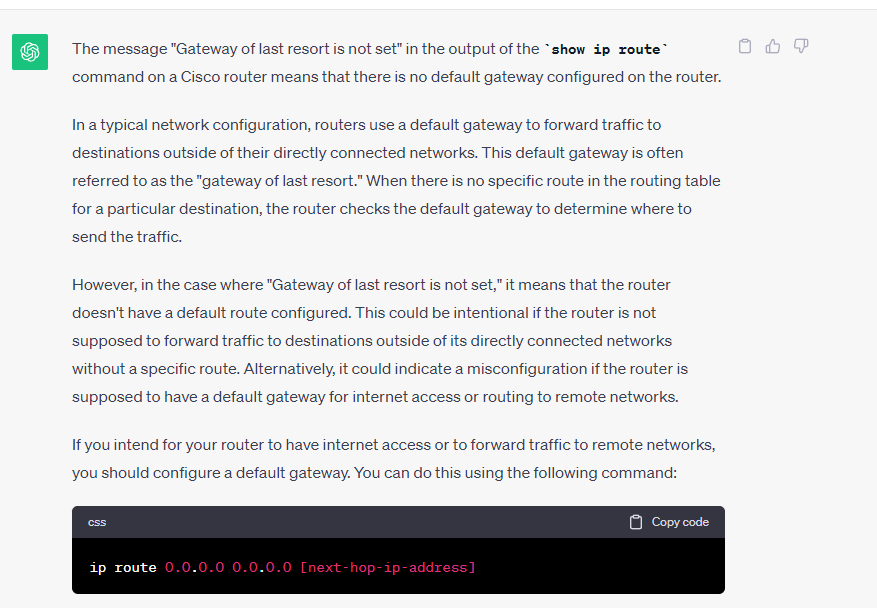 The message "Gateway of last resort is not set" in the output of the `show ip route`
command on a Cisco router means that there is no default gateway configured on the router.
In a typical network configuration, routers use a default gateway to forward traffic to
destinations outside of their directly connected networks. This default gateway is often
referred to as the "gateway of last resort." When there is no specific route in the routing table
for a particular destination, the router checks the default gateway to determine where to
send the traffic.
However, in the case where "Gateway of last resort is not set," it means that the router
doesn't have a default route configured. This could be intentional if the router is not
supposed to forward traffic to destinations outside of its directly connected networks
without a specific route. Alternatively, it could indicate a misconfiguration if the router is
supposed to have a default gateway for internet access or routing to remote networks.
If you intend for your router to have internet access or to forward traffic to remote networks,
you should configure a default gateway. You can do this using the following command:
css Copy code
ip route 0.0.0.0 0.0.0.0 [next-hop-ip-address]